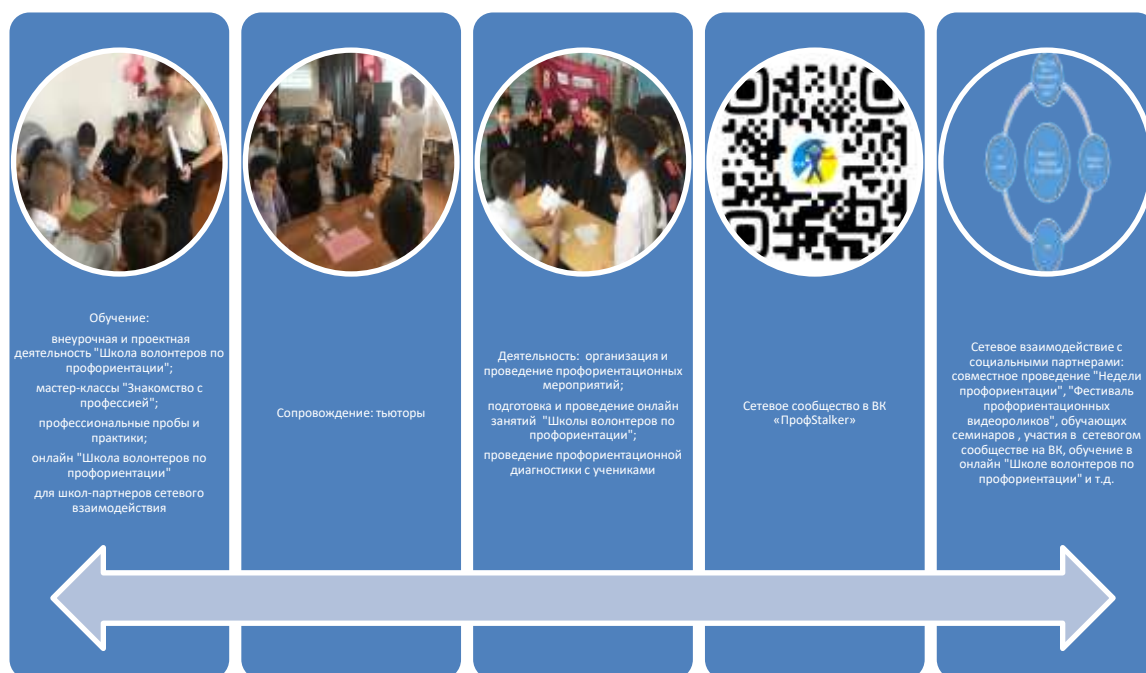 Обучение:
внеурочная и проектная
деятельность "Школа волонтеров по
профориентации";
мастер-классы "Знакомство с
профессией";
профессиональные пробы и
практики;
онлайн "Школа волонтеров по
профориентации"
для школ-партнеров сетевого
взаимодействия
Сопровождение: тьюторы
Деятельность: организация и
проведение профориентационных
мероприятий;
подготовка и проведение онлайн
занятий "Школы волонтеров по
профориентации";
проведение профориентационной
диагностики с учениками
Сетевое сообщество в ВК
«ПрофStalker»
Сетевое взаимодействие с
социальными партнерами:
совместное проведение "Недели
профориентации", "Фестиваль
профориентационных
видеороликов", обучающих
семинаров , участия в сетевогом
сообществе на ВК, обучение в
онлайн "Школе волонтеров по
профориентации" и т.д.